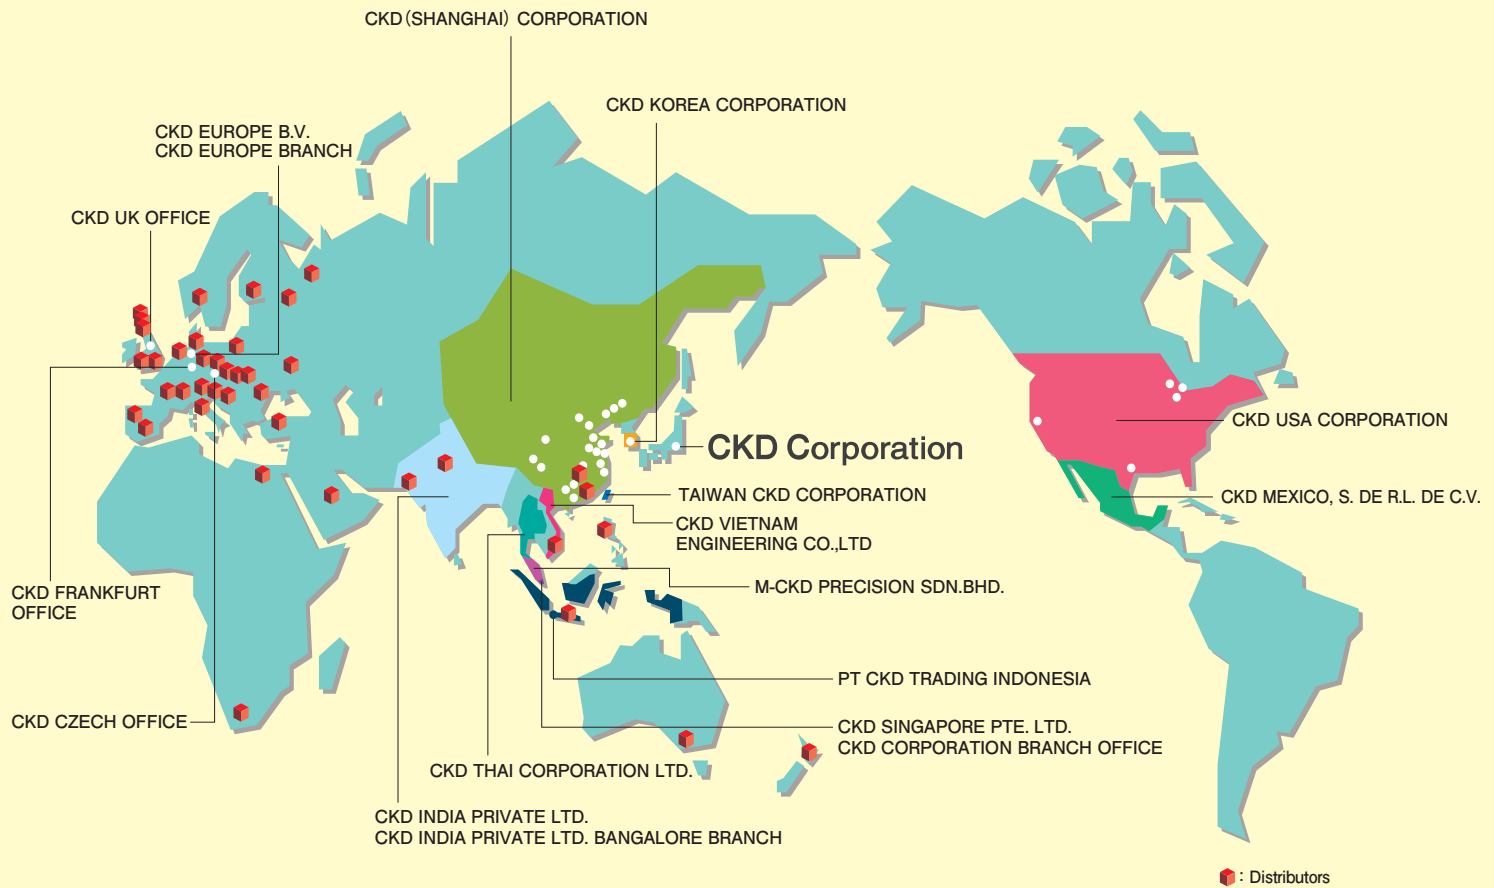 CKD(SHANGHAI) CORPORATION
CKD KOREA CORPORATION
CKD EUROPE B.V.
CKD EUROPE BRANCH
CKD UK OFFICE
CKD USA CORPORATION
CKD Corporation
TAIWAN CKD CORPORATION
CKD MEXICO, S. DE R.L. DE C.V.
CKD VIETNAM
ENGINEERING CO.,LTD
M-CKD PRECISION SDN.BHD.
CKD FRANKFURT
OFFICE
PT CKD TRADING INDONESIA
CKD CZECH OFFICE
CKD SINGAPORE PTE. LTD.
CKD CORPORATION BRANCH OFFICE
CKD THAI CORPORATION LTD.
CKD INDIA PRIVATE LTD.
CKD INDIA PRIVATE LTD. BANGALORE BRANCH
: Distributors